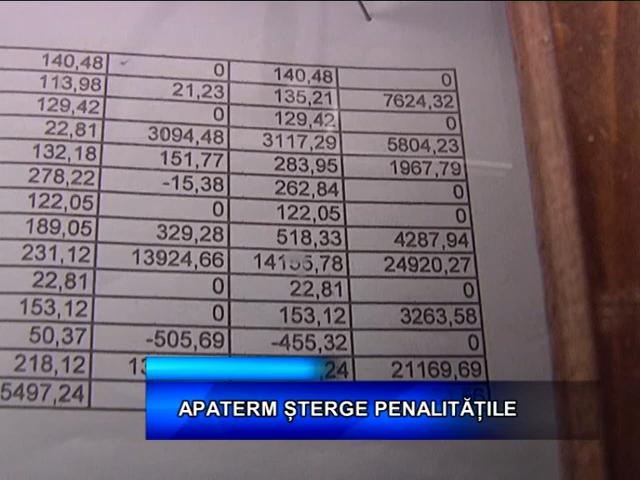 140,48 0 140,48 0
113,98 21,23 135,21 7624,32
129,42 0 129,42 0
22,81 3094,48 3117,29 5804,23
132,18 151,77 283,95 1967,79
278,22 -15,38 262,84 0
122,05 0 122,05 0
189,05 329,28 518,33 4287,94
231,12 13924,66 14155,78 24920,27
22,81 0 22,81 0
153,12 0 153,12 3263,58
50,37 -505,69 -455,32 0
218,12 21169,69
5497,24
APATERM ȘTERGE PENALITĂȚILE